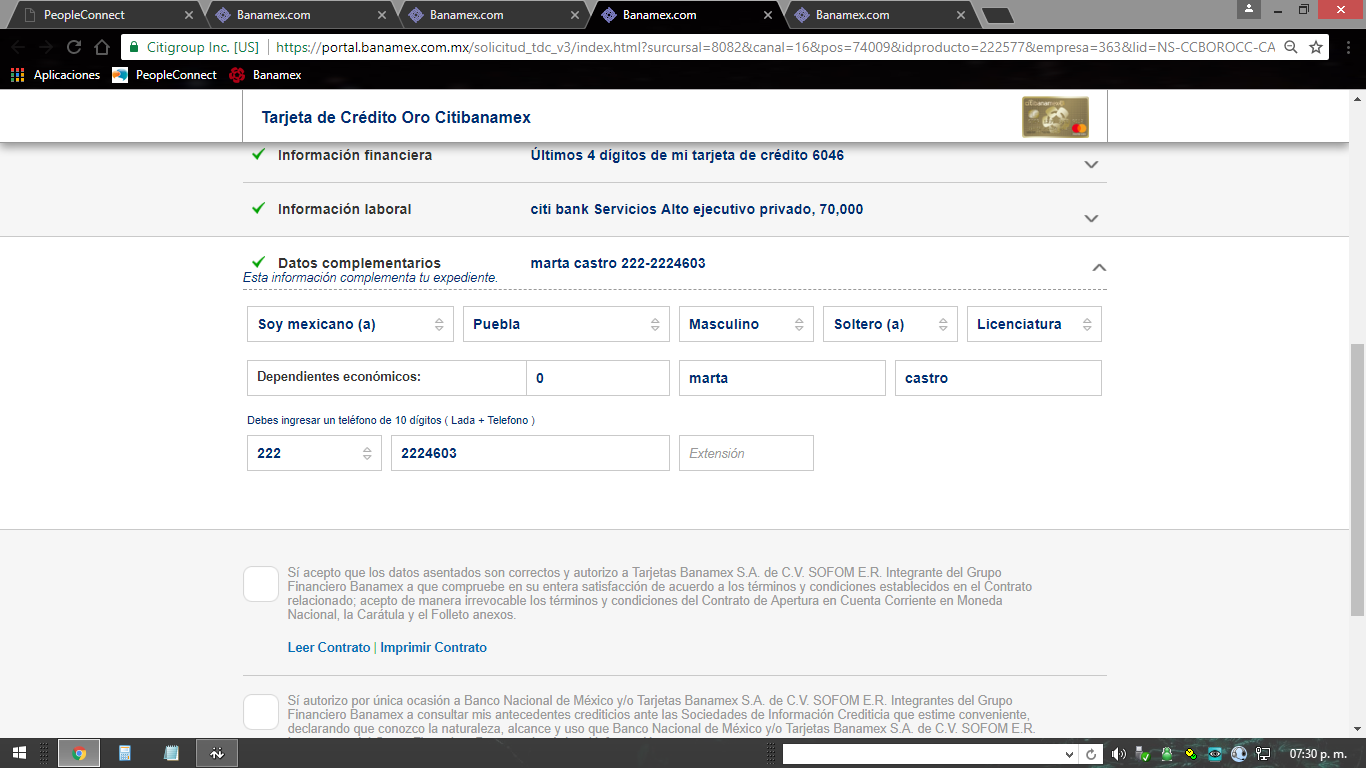 PeopleConnect
Banamex.com
Banamex.com
Banamex.com
Banamex.com
Citigroup Inc. [US] https://portal.banamex.com.mx/solicitud_tdc_v3/index.html?surcursal=8082&canal=16&pos=74009&idproducto=222577&empresa=363&lid=NS-CCBOROCC-CA
Aplicaciones PeopleConnect Banamex
Tarjeta de Crédito Oro Citibanamex
Información financiera Últimos 4 dígitos de mi tarjeta de crédito 6046
Información laboral citi bank Servicios Alto ejecutivo privado, 70,000
Datos complementarios marta castro 222-2224603
Esta información complementa tu expediente.
Soy mexicano (a) Puebla Masculino Soltero (a) Licenciatura
Dependientes económicos: 0 marta castro
Debes ingresar un teléfono de 10 dígitos ( Lada + Telefono )
222 2224603 Extensión
Sí acepto que los datos asentados son correctos y autorizo a Tarjetas Banamex S.A. de C.V. SOFOM E.R. Integrante del Grupo
Financiero Banamex a que compruebe en su entera satisfacción de acuerdo a los términos y condiciones establecidos en el Contrato
relacionado; acepto de manera irrevocable los términos y condiciones del Contrato de Apertura en Cuenta Corriente en Moneda
Nacional, la Carátula y el Folleto anexos.
Leer Contrato | Imprimir Contrato
Sí autorizo por única ocasión a Banco Nacional de México y/o Tarjetas Banamex S.A. de C.V. SOFOM E.R. Integrantes del Grupo
Financiero Banamex a consultar mis antecedentes crediticios ante las Sociedades de Información Crediticia que estime conveniente,
declarando que conozco la naturaleza, alcance y uso que Banco Nacional de México y/o Tarjetas Banamex S.A. de C.V. SOFOM E.R.
07:30 p. m.